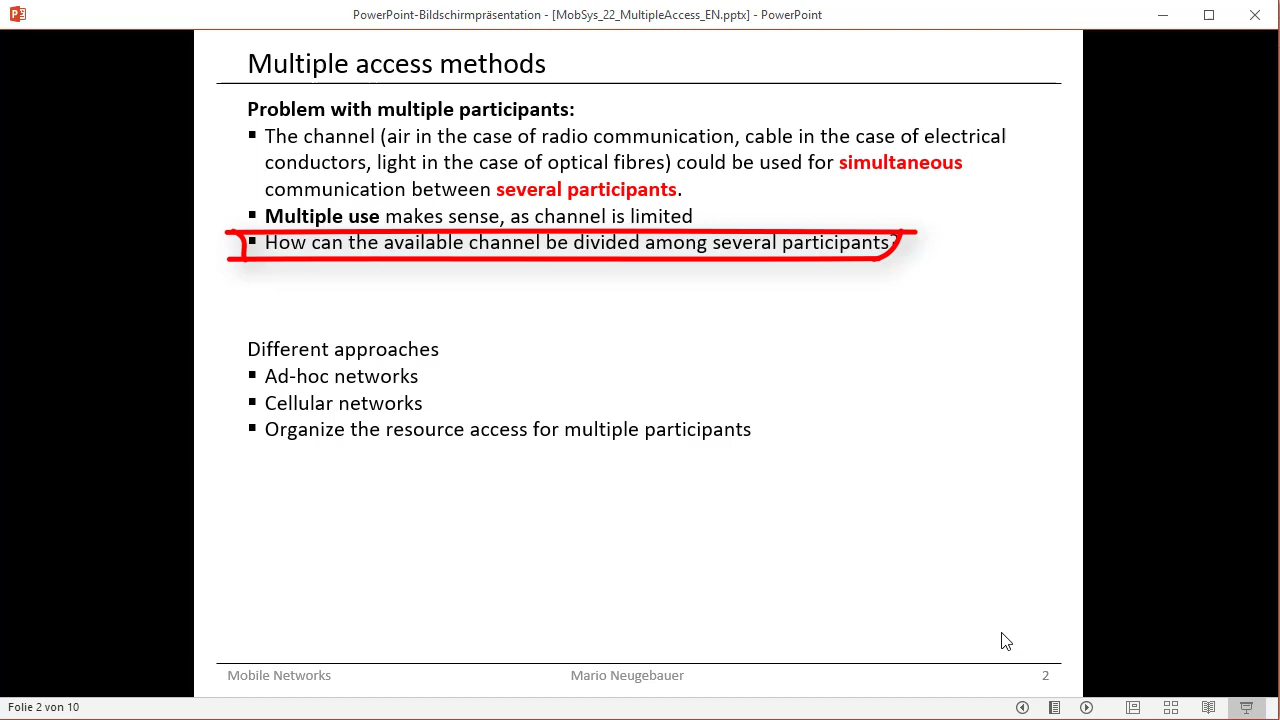 PowerPoint-Bildschirmpräsentation - [MobSys_22_MultipleAccess_EN.pptx] - PowerPoint
Multiple access methods
Problem with multiple participants:
▪ The channel (air in the case of radio communication, cable in the case of electrical
conductors, light in the case of optical fibres) could be used for simultaneous
communication between several participants.
▪ Multiple use makes sense, as channel is limited
▪ How can the available channel be divided among several participants?
Different approaches
▪ Ad-hoc networks
▪ Cellular networks
▪ Organize the resource access for multiple participants
Mobile Networks Mario Neugebauer 2
Folie 2 von 10